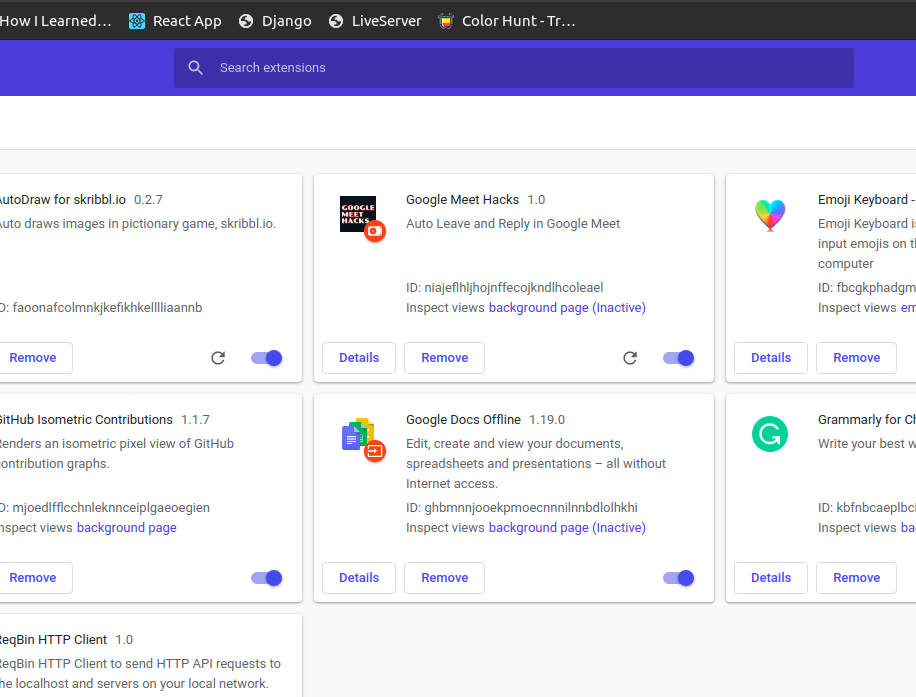 How I Learned… React App Django LiveServer Color Hunt - Tr…
Search extensions
AutoDraw for skribbl.io 0.2.7
Auto draws images in pictionary game, skribbl.io.
ID: faoonafcolmnkjkefikhkelllliaannb
Remove
GOOGLE
MEET
HACKS
Google Meet Hacks 1.0
Auto Leave and Reply in Google Meet
ID: niajeflhljhojnffecojkndlhcoleael
Inspect views background page (Inactive)
Details Remove
Emoji Keyboard -
Emoji Keyboard is
input emojis on th
computer
ID: fbcgkphadgm
Inspect views em
Details Remove
GitHub Isometric Contributions 1.1.7
Renders an isometric pixel view of GitHub
contribution graphs.
ID: mjoedlfflcchnleknnceiplgaeoegien
Inspect views background page
Remove
Google Docs Offline 1.19.0
Edit, create and view your documents,
spreadsheets and presentations – all without
Internet access.
ID: ghbmnnjooekpmoecnnnilnnbdlolhkhi
Inspect views background page (Inactive)
Details Remove
Grammarly for Ch
Write your best w
ID: kbfnbcaeplbci
Inspect views ba
Details Remove
ReqBin HTTP Client 1.0
ReqBin HTTP Client to send HTTP API requests to
the localhost and servers on your local network.